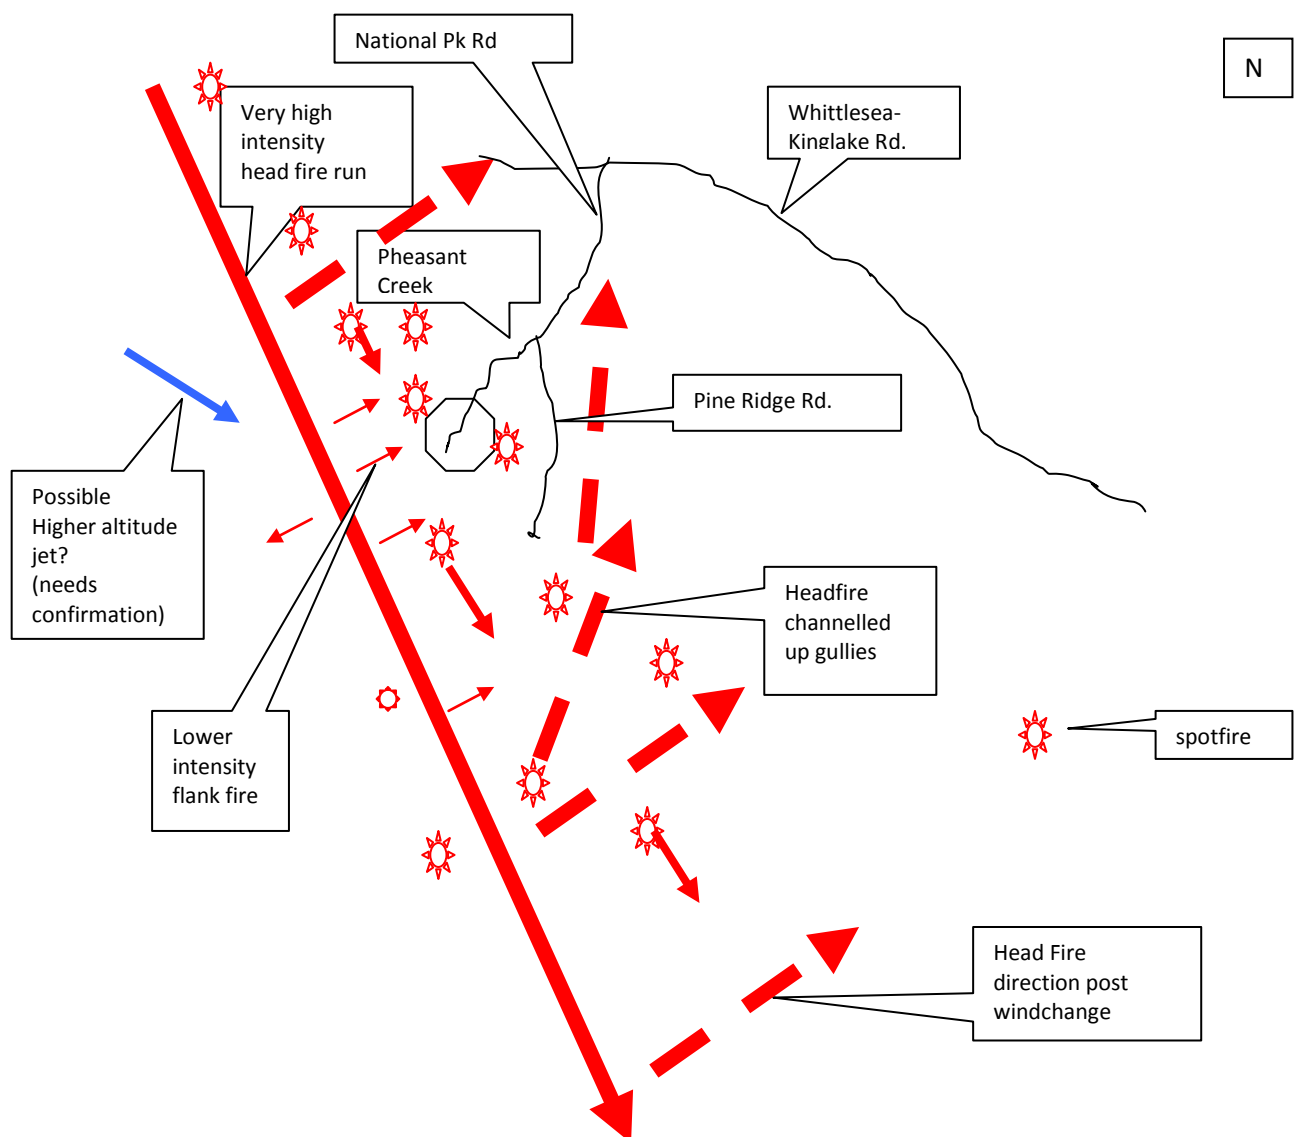 National Pk Rd
N
Very high
intensity
head fire run
Whittlesea-
Kinglake Rd.
Pheasant
Creek
Pine Ridge Rd.
Possible
Higher altitude
jet?
(needs
confirmation)
Headfire
channelled
up gullies
Lower
intensity
flank fire
spotfire
Head Fire
direction post
windchange